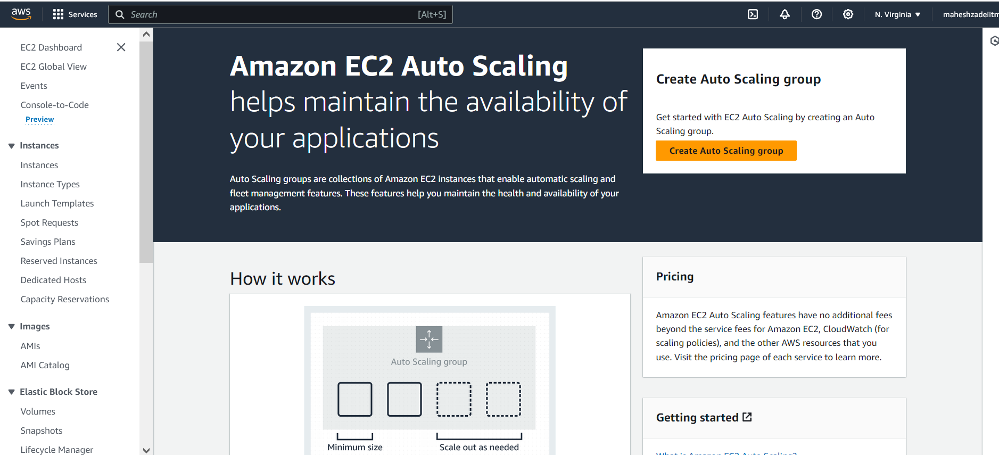 aws
Services
Search
[Alt+S]
N. Virginia
maheshzadeiitm
EC2 Dashboard
EC2 Global View
Events
Console-to-Code
Preview
Instances
Instances
Instance Types
Launch Templates
Spot Requests
Savings Plans
Reserved Instances
Dedicated Hosts
Capacity Reservations
Images
AMIs
AMI Catalog
Elastic Block Store
Volumes
Snapshots
Lifecycle Manager
Amazon EC2 Auto Scaling
helps maintain the availability of
your applications
Auto Scaling groups are collections of Amazon EC2 instances that enable automatic scaling and
fleet management features. These features help you maintain the health and availability of your
applications.
Create Auto Scaling group
Get started with EC2 Auto Scaling by creating an Auto
Scaling group.
Create Auto Scaling group
How it works
Auto Scaling group
Minimum size
Scale out as needed
Pricing
Amazon EC2 Auto Scaling features have no additional fees
beyond the service fees for Amazon EC2, CloudWatch (for
scaling policies), and the other AWS resources that you
use. Visit the pricing page of each service to learn more.
Getting started
What is Amazon EC2 Auto Scaling?